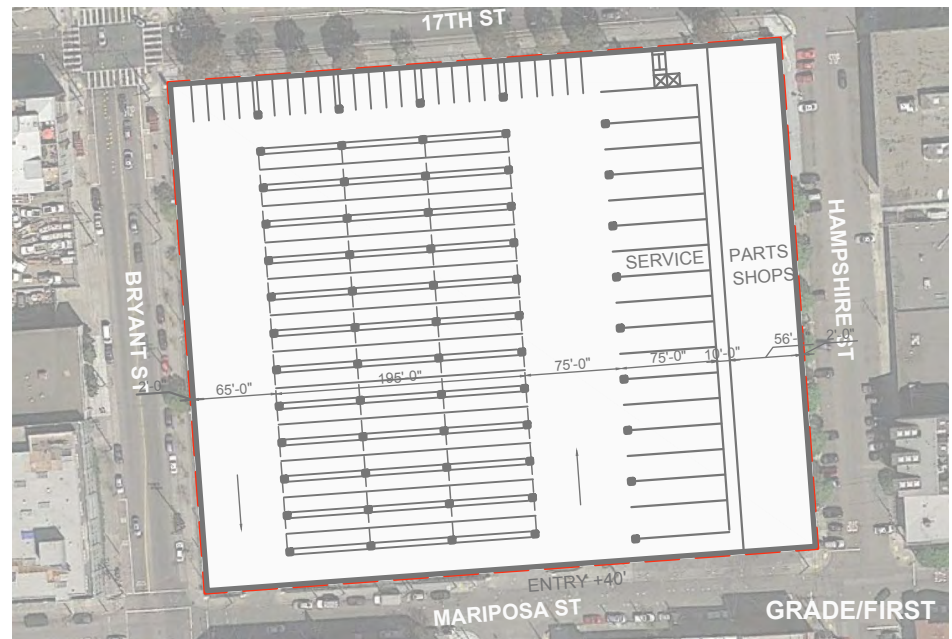 17TH ST
BRYANT ST
HAMPSHIRE ST
SERVICE
PARTS
SHOPS
2'-0"
65'-0"
195'-0"
75'-0"
75'-0"
10'-0"
56'-
2'-0"
ENTRY +40'
MARIPOSA ST
GRADE/FIRST